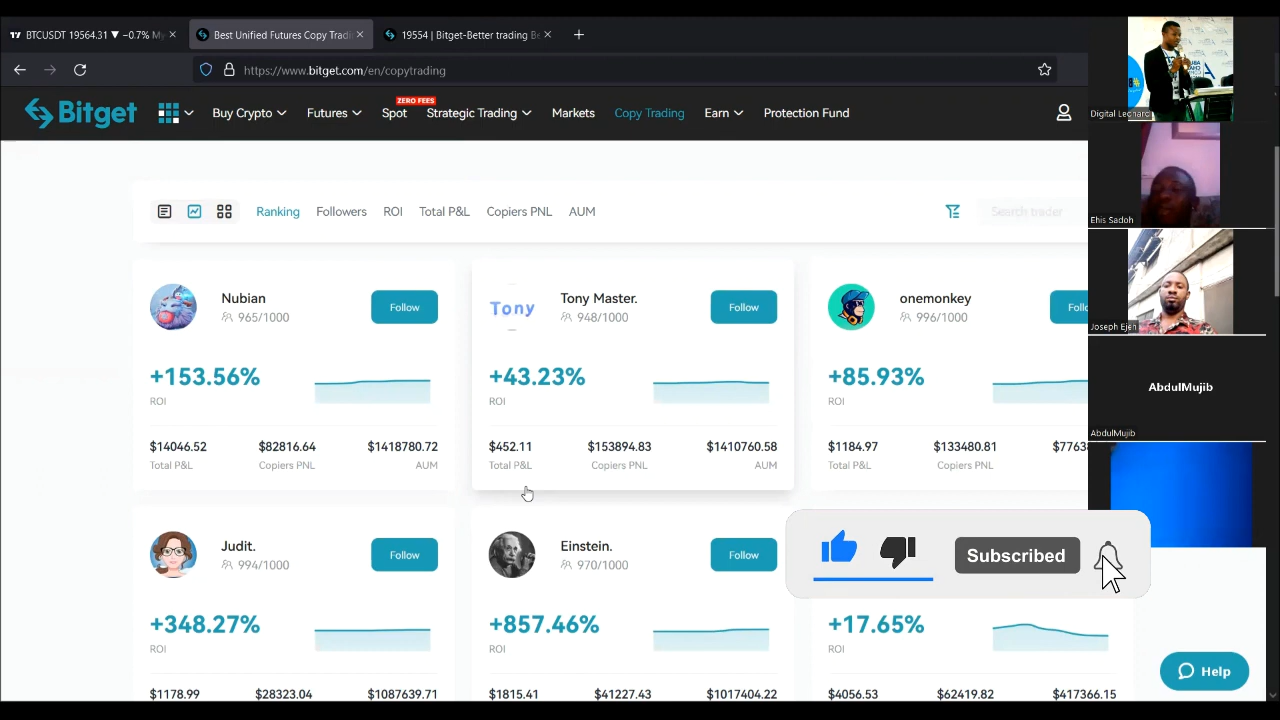 BTCUSDT 19564.31 ▼ −0.7% My
Best Unified Futures Copy Tradi
19554 | Bitget-Better trading Be
https://www.bitget.com/en/copytrading
Bitget
Buy Crypto
Futures
Spot
ZERO FEES
Strategic Trading
Markets
Copy Trading
Earn
Protection Fund
Ranking
Followers
ROI
Total P&L
Copiers PNL
AUM
Search trader
Nubian
965/1000
Follow
+153.56%
ROI
$14046.52 $82816.64 $1418780.72
Total P&L Copiers PNL AUM
Tony
Tony Master.
948/1000
Follow
+43.23%
ROI
$452.11 $153894.83 $1410760.58
Total P&L Copiers PNL AUM
onemonkey
996/1000
+85.93%
ROI
$1184.97 $133480.81
Total P&L Copiers PNL
Judit.
994/1000
Follow
+348.27%
ROI
$1178.99 $28323.04 $1087639.71
Einstein.
970/1000
Follow
+857.46%
ROI
$1815.41 $41227.43 $1017404.22
+17.65%
ROI
$4056.53 $62419.82 $417366.15
Subscribed
Help
Digital Leonard
Ehis Sadoh
Joseph Ejen
AbdulMujib
AbdulMujib